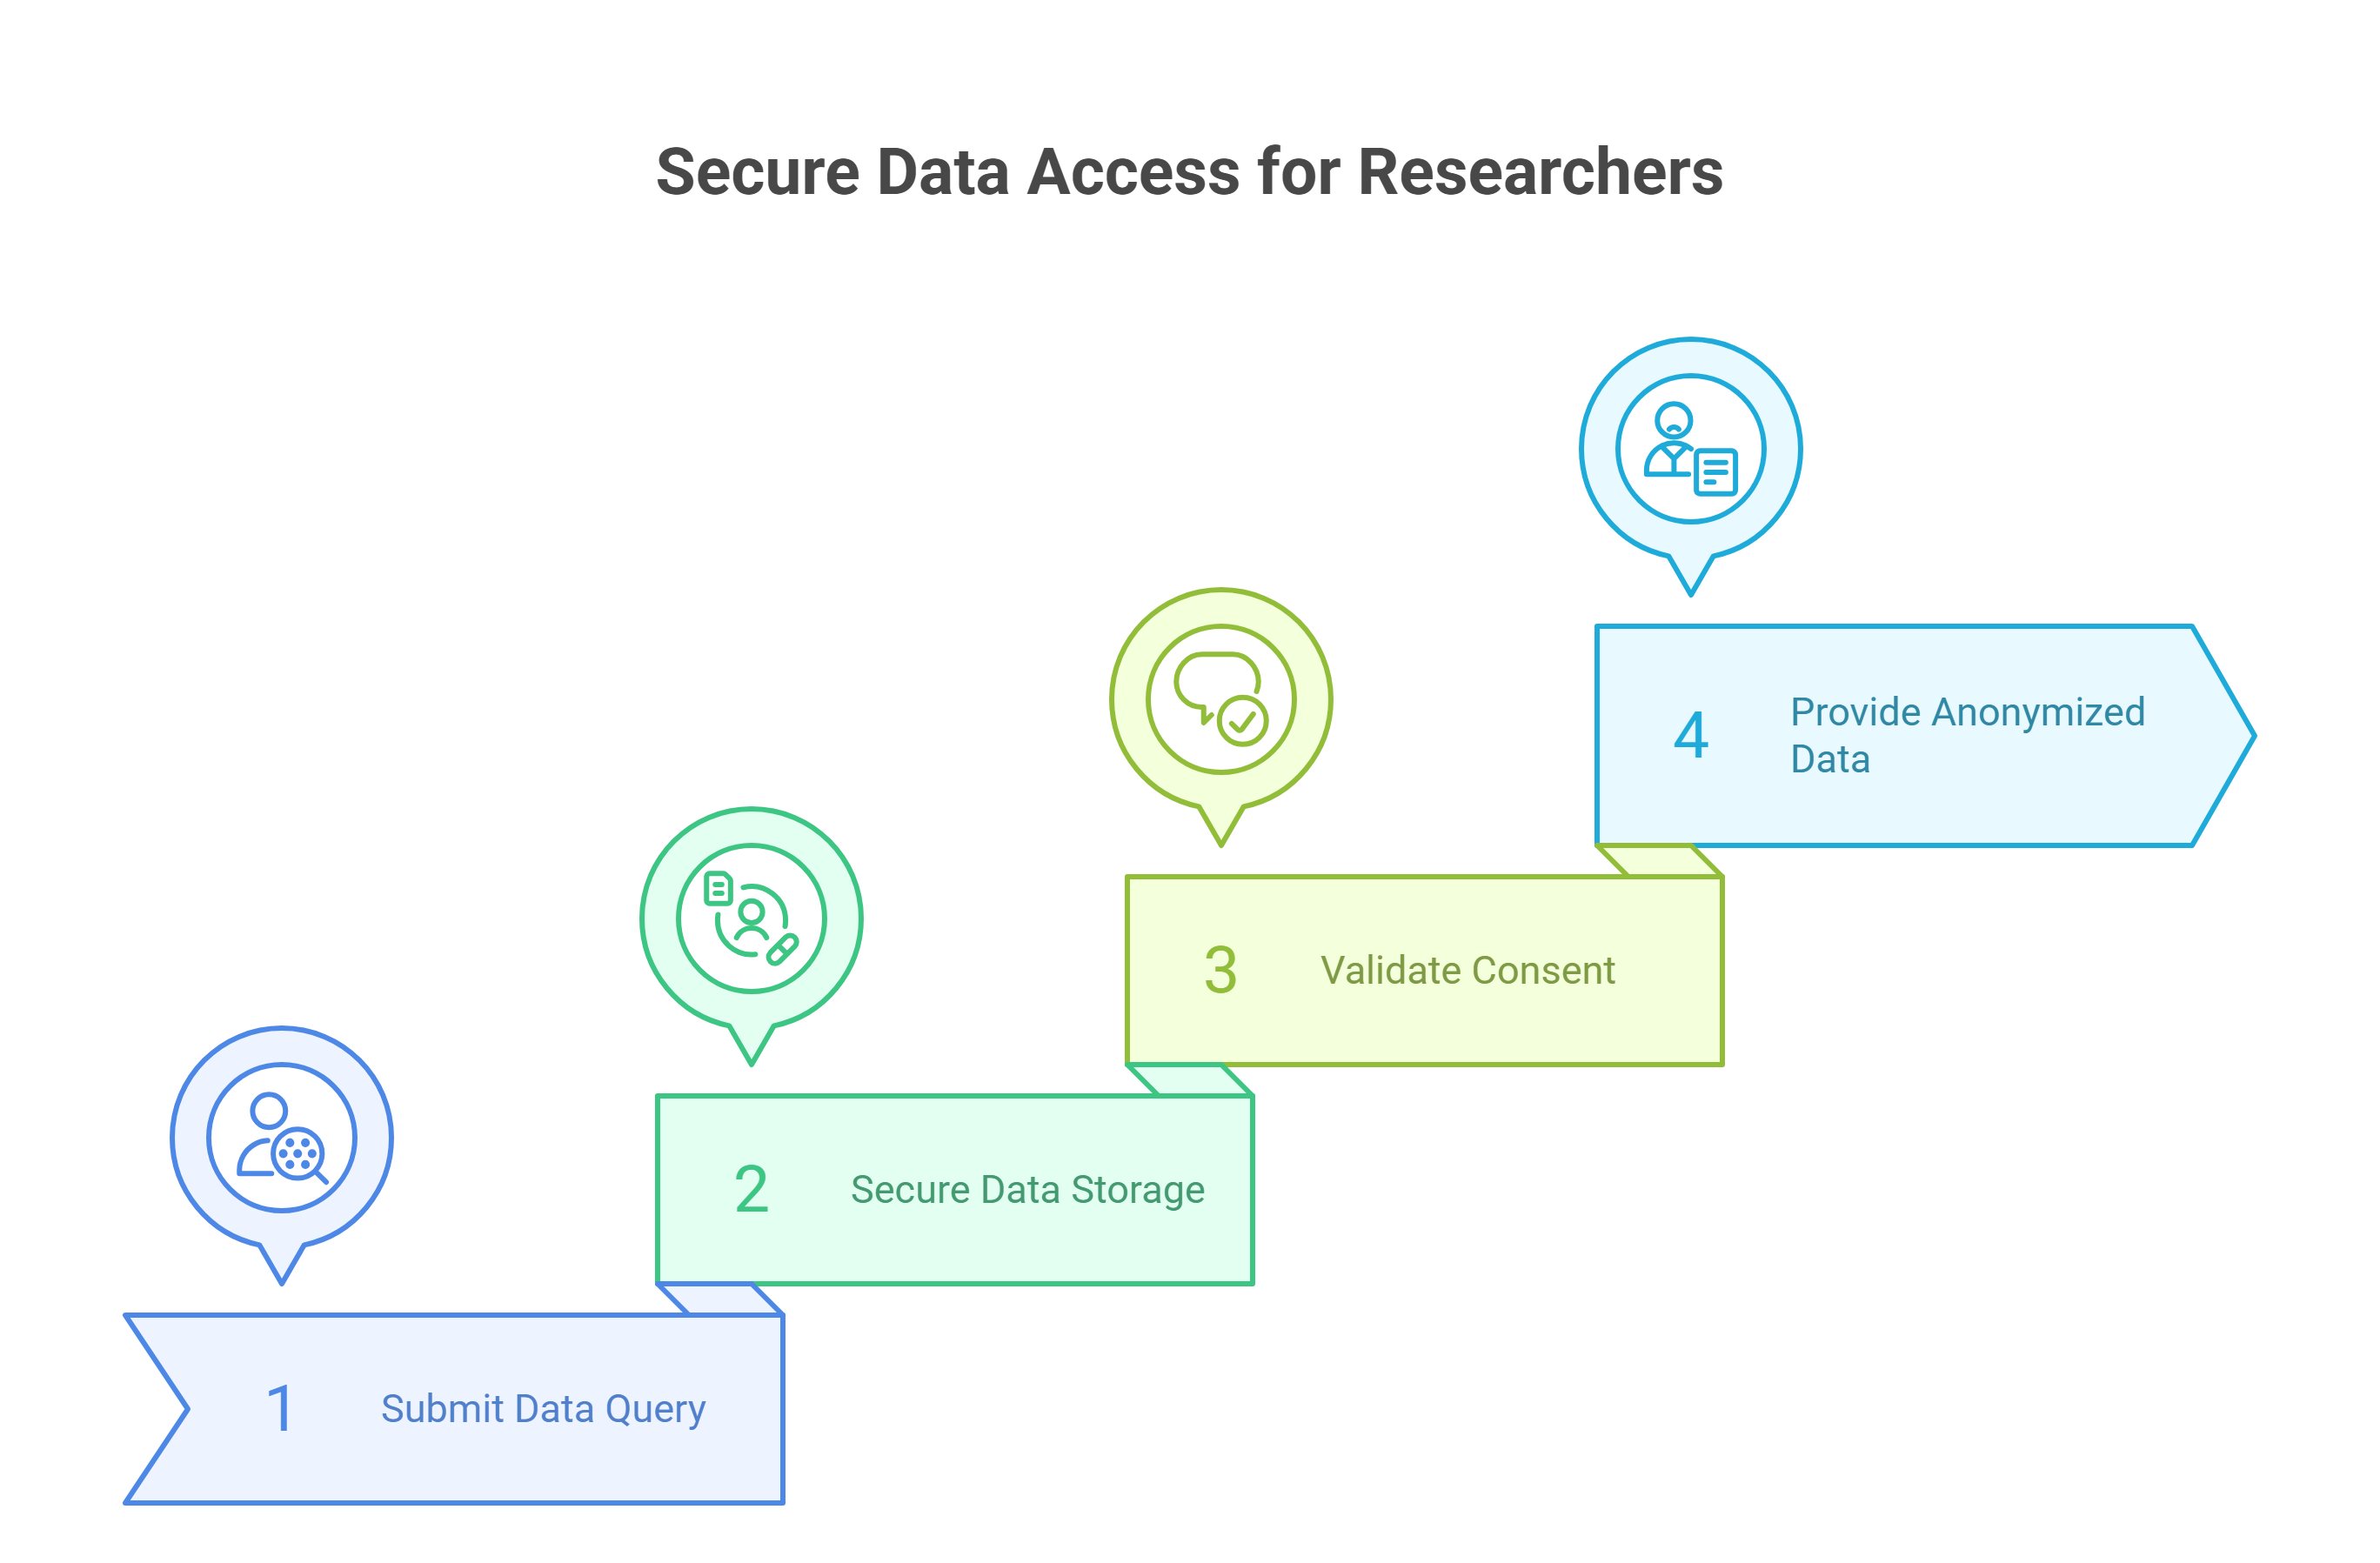 Secure Data Access for Researchers
4
Provide Anonymized
Data
3
Validate Consent
2
Secure Data Storage
1
Submit Data Query